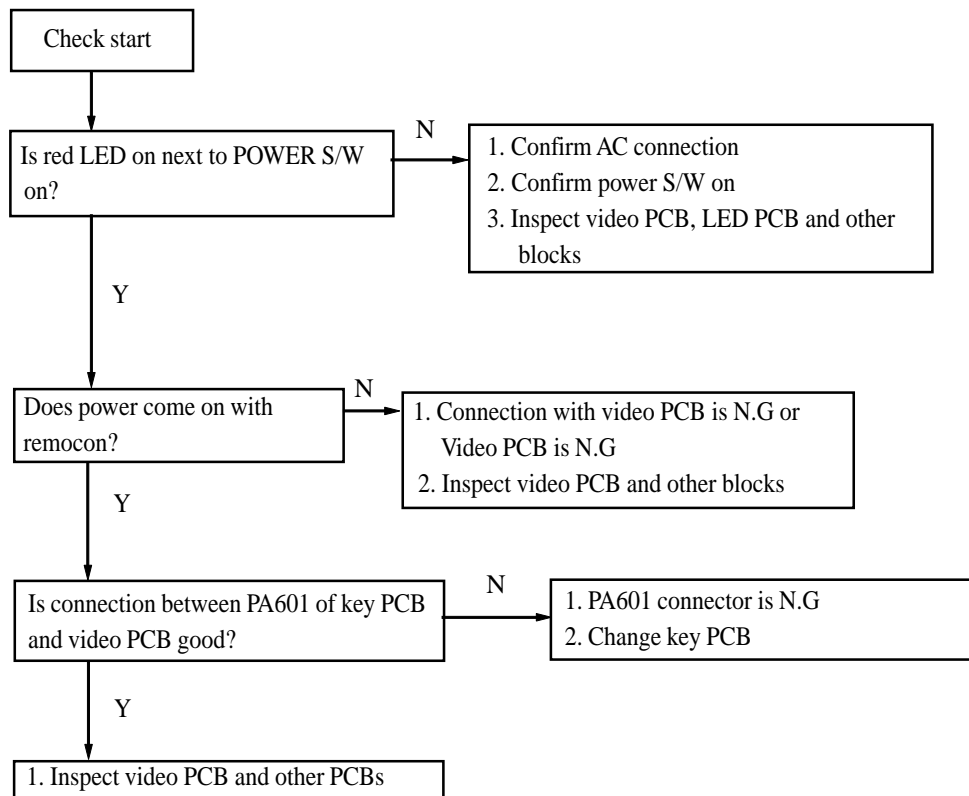 Check start
Is red LED on next to POWER S/W
on?
N
1. Confirm AC connection
2. Confirm power S/W on
3. Inspect video PCB, LED PCB and other
blocks
Y
Does power come on with
remocon?
N
1. Connection with video PCB is N.G or
Video PCB is N.G
2. Inspect video PCB and other blocks
Y
Is connection between PA601 of key PCB
and video PCB good?
N
1. PA601 connector is N.G
2. Change key PCB
Y
1. Inspect video PCB and other PCBs